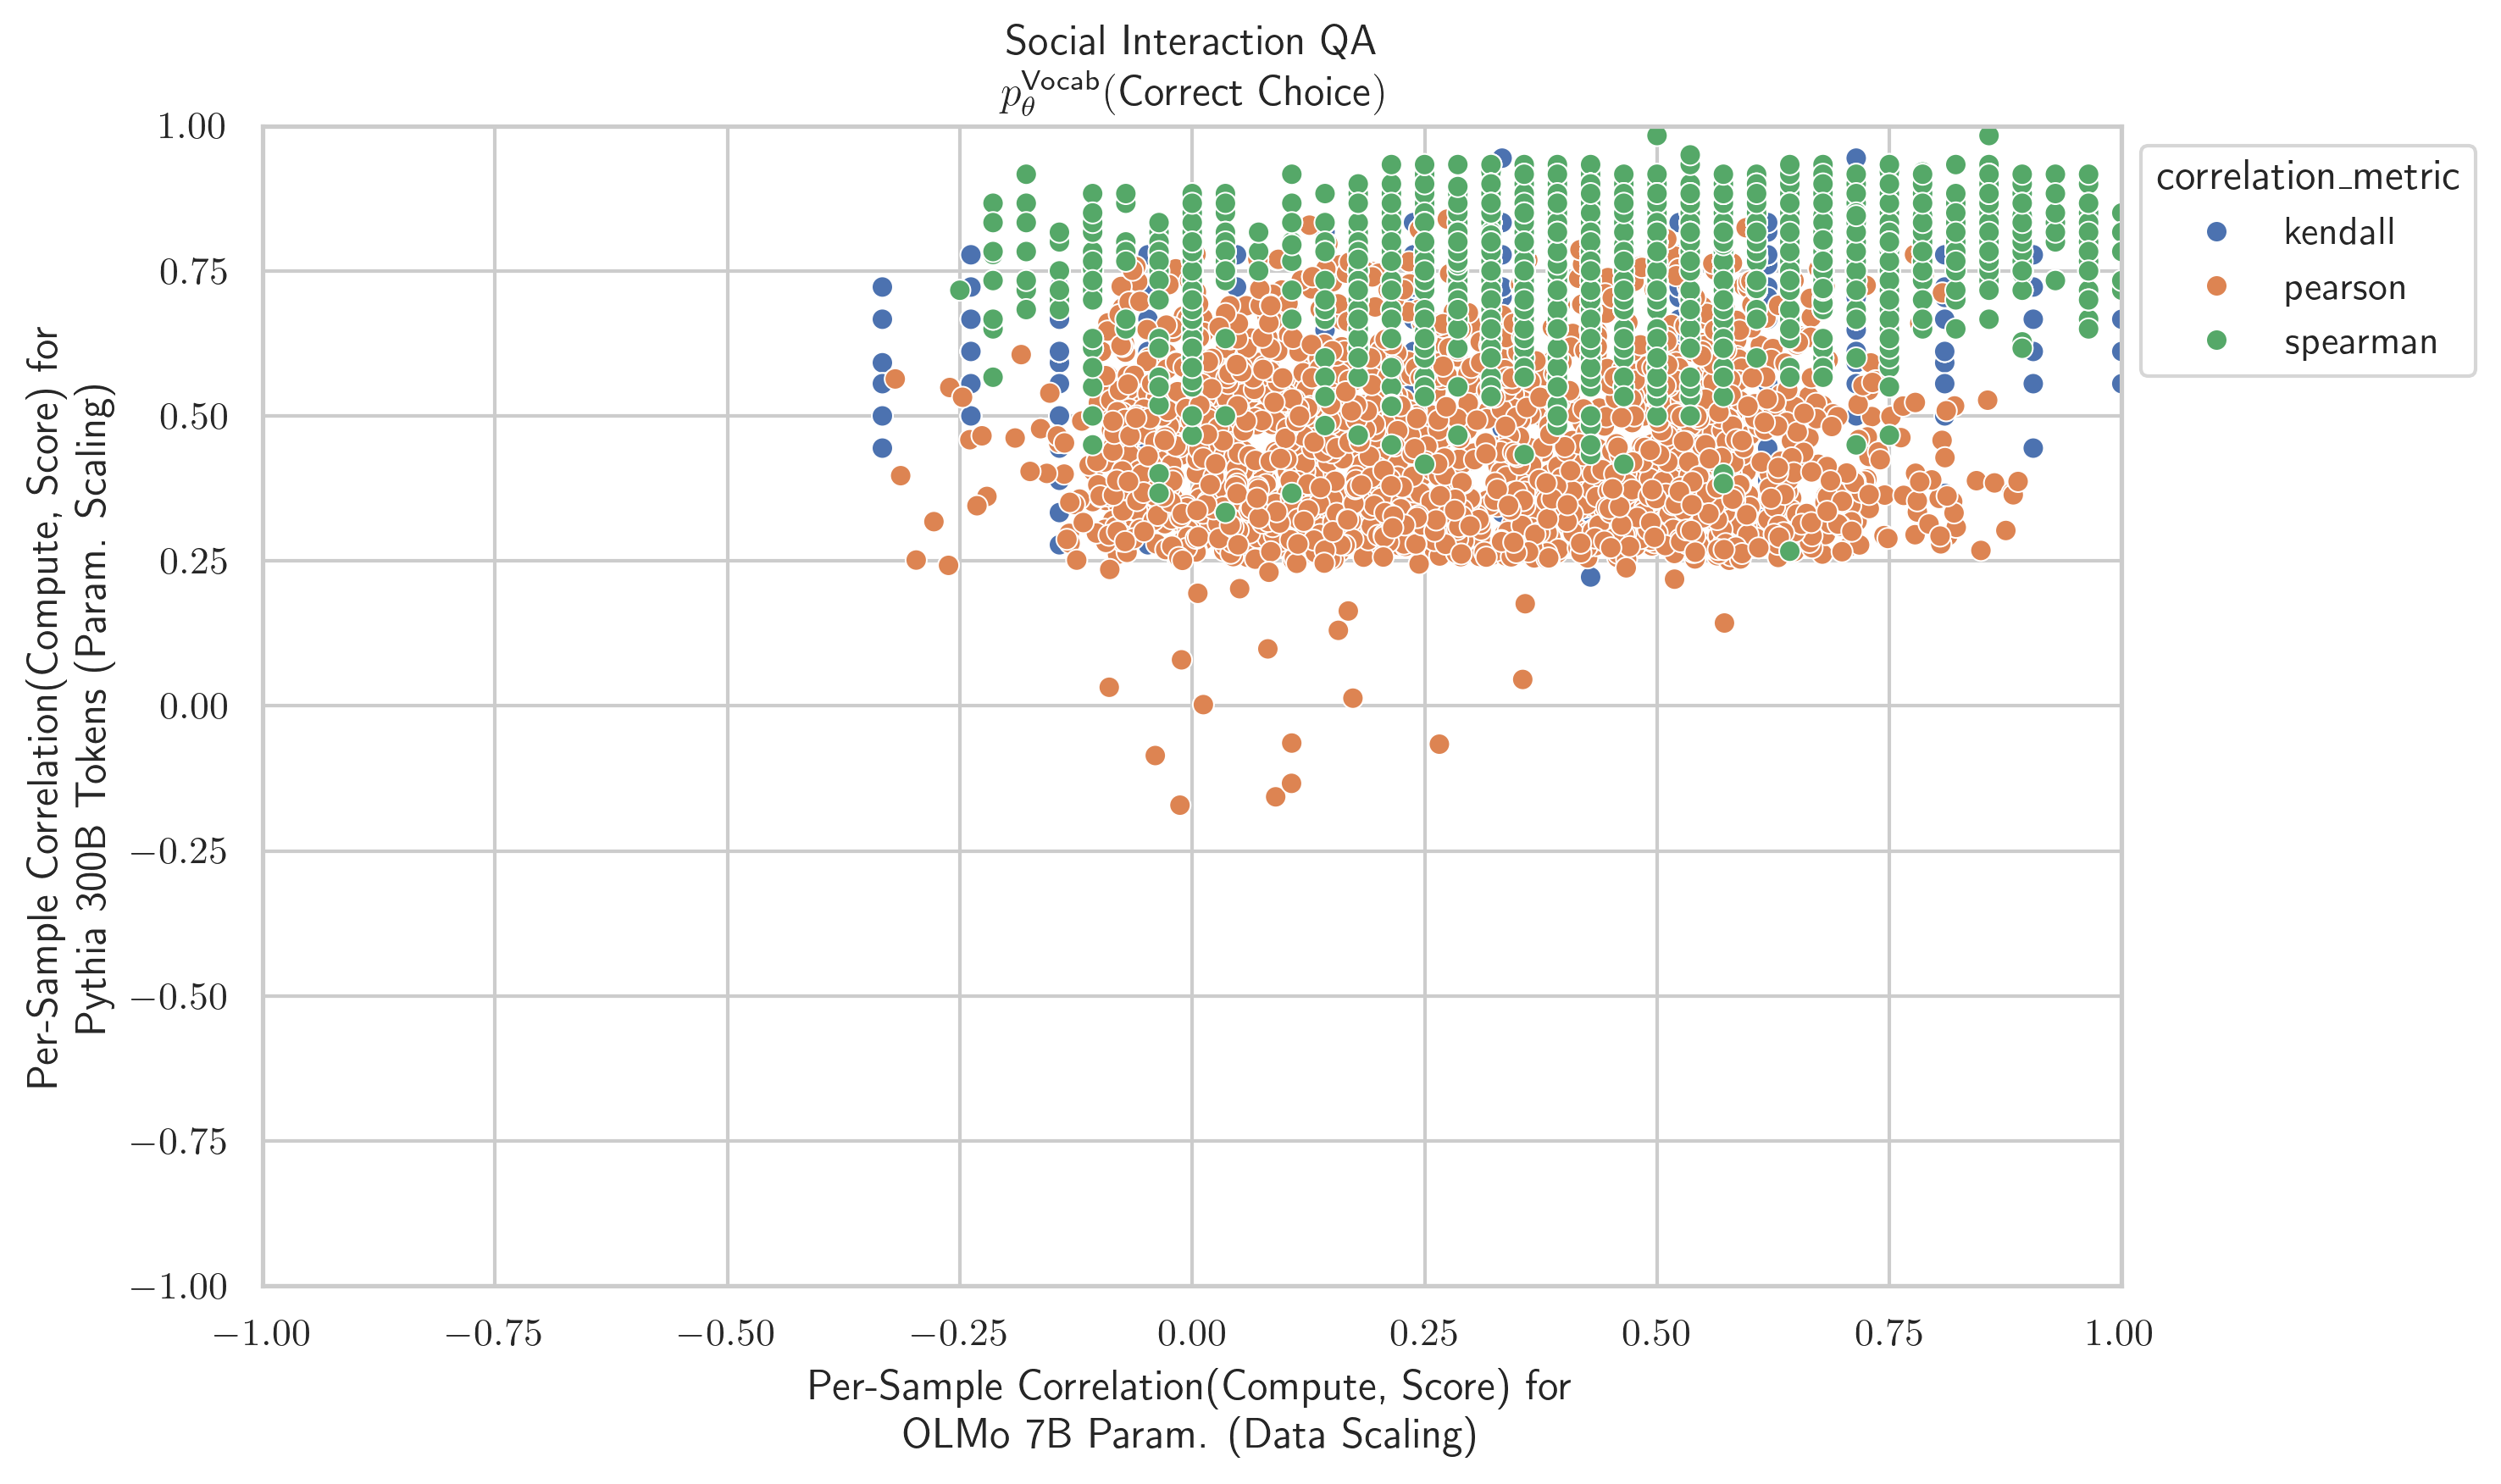 Social Interaction QA
p_θ^Vocab(Correct Choice)
Per-Sample Correlation(Compute, Score) for
Pythia 300B Tokens (Param. Scaling)
1.00
0.75
0.50
0.25
0.00
−0.25
−0.50
−0.75
−1.00
−1.00 −0.75 −0.50 −0.25 0.00 0.25 0.50 0.75 1.00
Per-Sample Correlation(Compute, Score) for
OLMo 7B Param. (Data Scaling)
correlation_metric
kendall
pearson
spearman